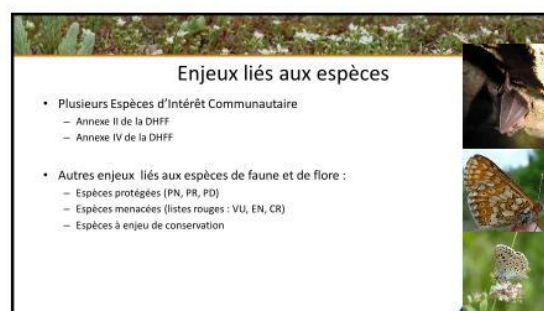 Enjeux liés aux espèces
• Plusieurs Espèces d'Intérêt Communautaire
– Annexe II de la DHFF
– Annexe IV de la DHFF
• Autres enjeux liés aux espèces de faune et de flore :
– Espèces protégées (PN, PR, PD)
– Espèces menacées (listes rouges : VU, EN, CR)
– Espèces à enjeu de conservation